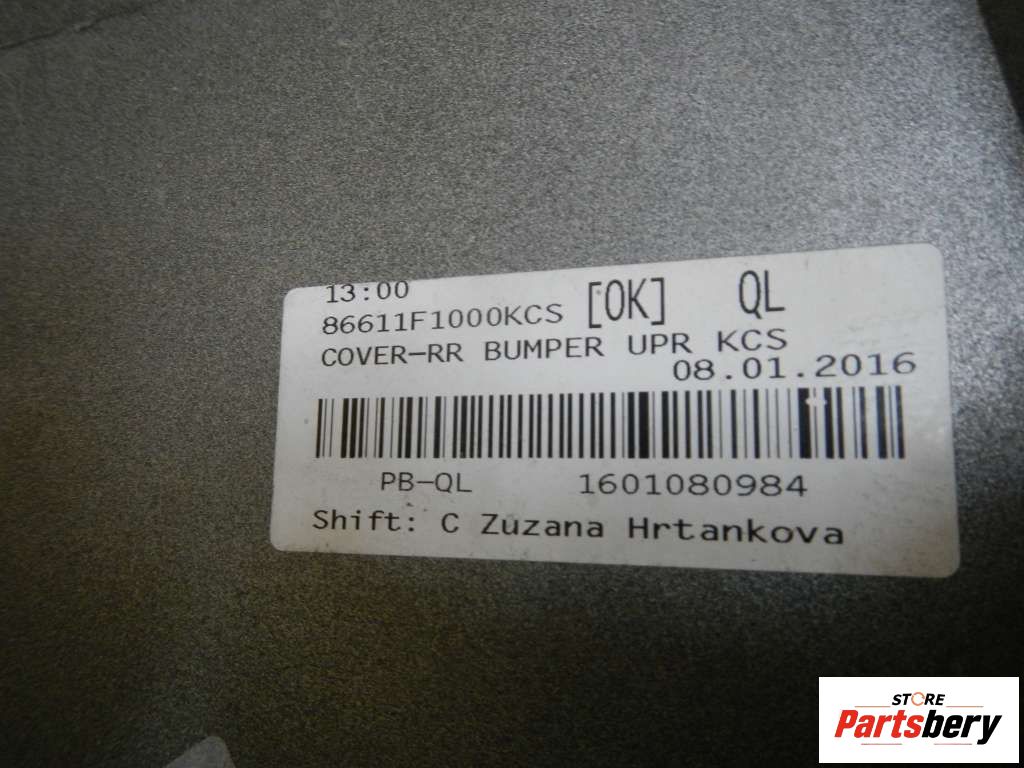 13:00
86611F1000KCS [OK] QL
COVER-RR BUMPER UPR KCS
08.01.2016
PB-QL 1601080984
Shift: C Zuzana Hrtankova
STORE
Partsbery